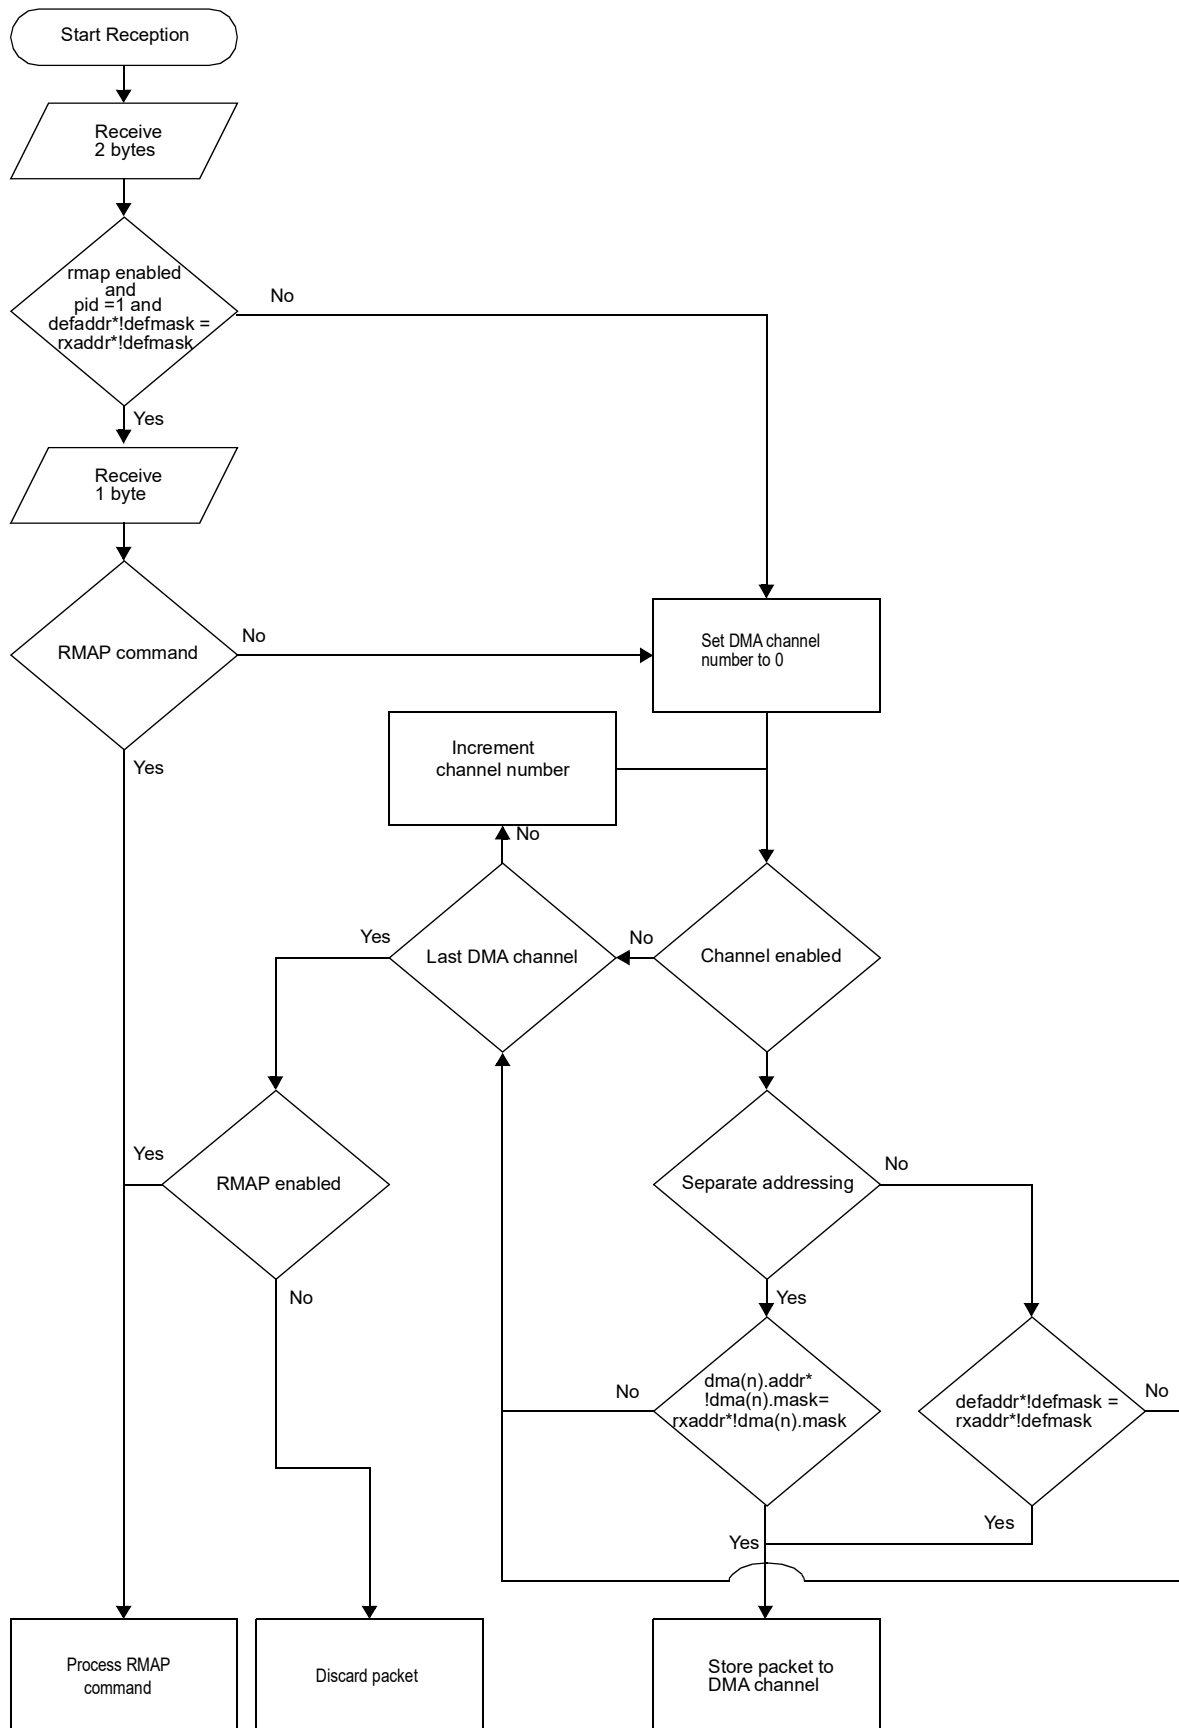 Start Reception
Receive
2 bytes
rmap enabled
and
pid =1 and
defaddr*!defmask =
rxaddr*!defmask
No
Yes
Receive
1 byte
RMAP command
No
Yes
Set DMA channel
number to 0
Increment
channel number
No
Last DMA channel
Yes
No
Channel enabled
Yes
RMAP enabled
No
Separate addressing
No
Yes
dma(n).addr*
!dma(n).mask=
rxaddr*!dma(n).mask
No
Yes
defaddr*!defmask =
rxaddr*!defmask
No
Yes
Process RMAP
command
Discard packet
Store packet to
DMA channel